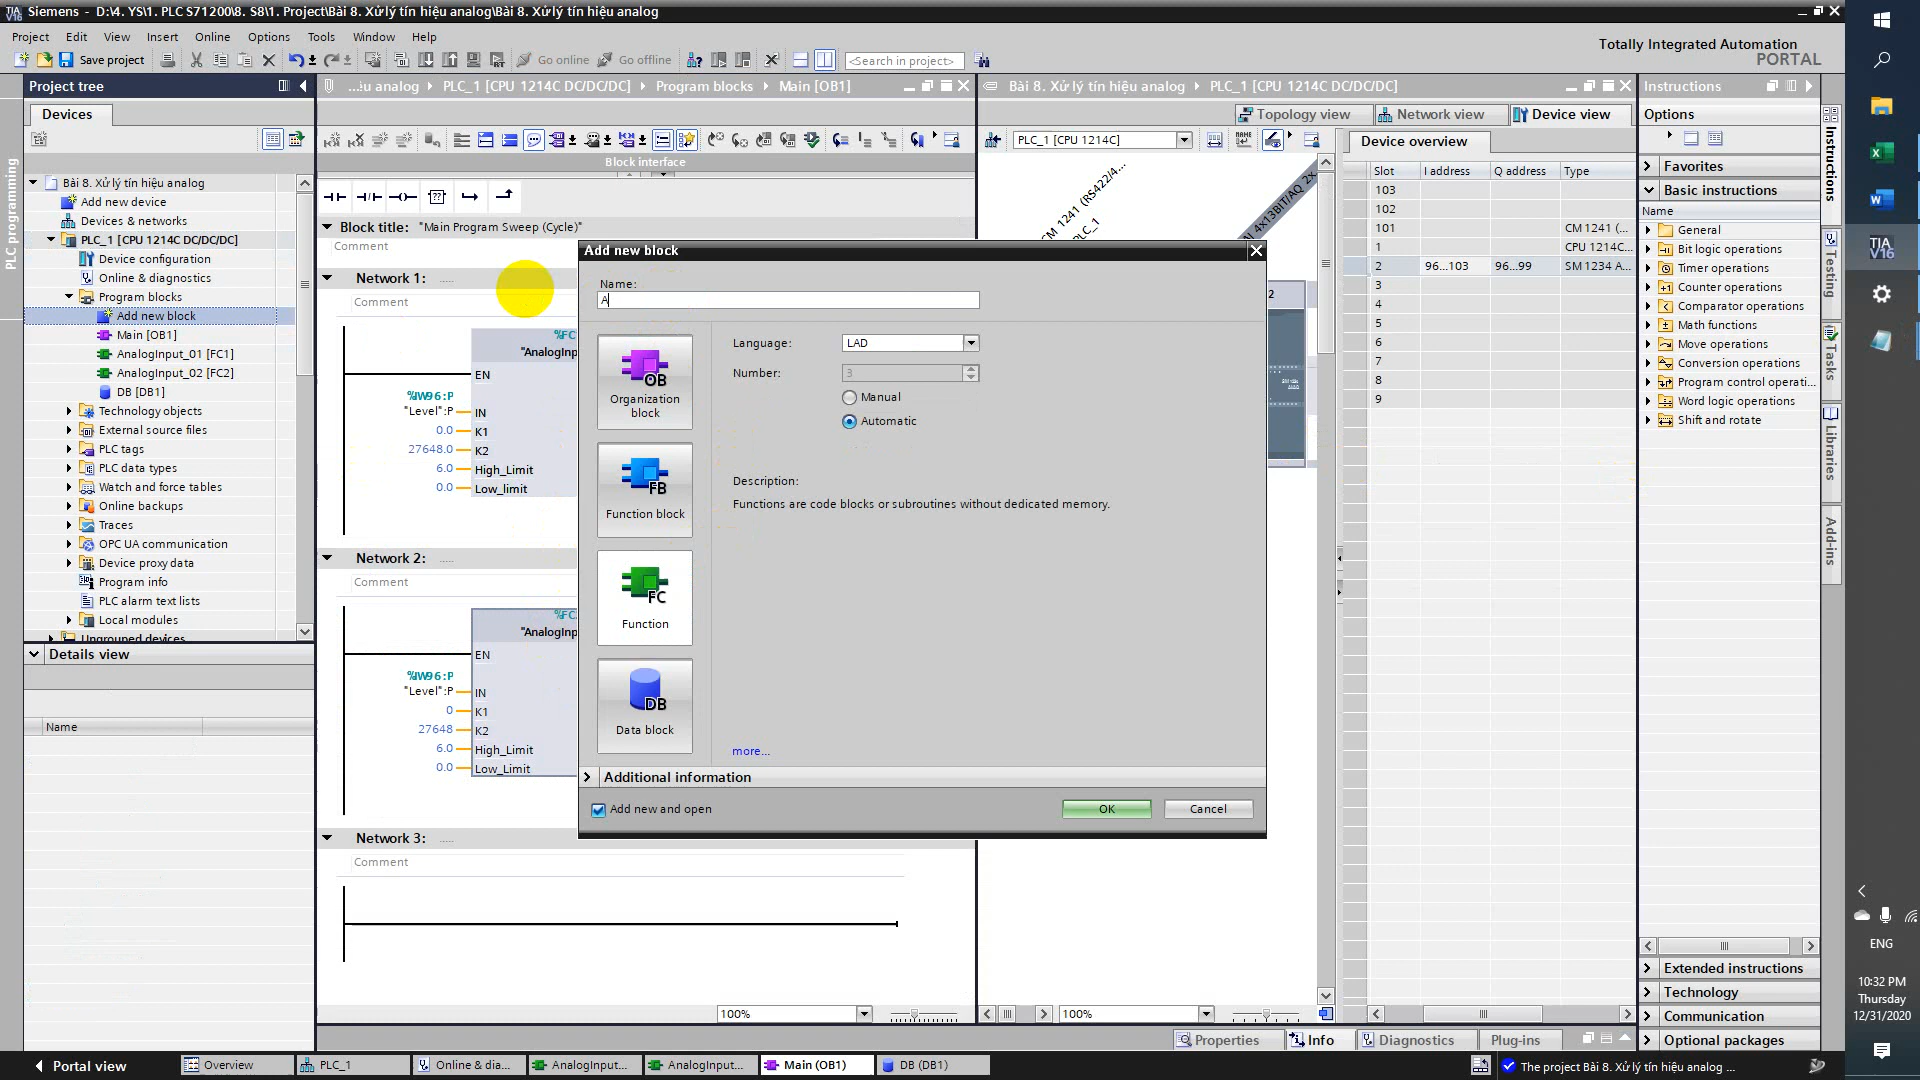 Siemens - D:\4. YS\1. PLC S71200\8. S8\1. Project\Bài 8. Xử lý tín hiệu analog\Bài 8. Xử lý tín hiệu analog
Project Edit View Insert Online Options Tools Window Help
Save project
Go online
Go offline
<Search in project>
Totally Integrated Automation
PORTAL
Project tree
Devices
PLC programming
Bài 8. Xử lý tín hiệu analog
Add new device
Devices & networks
PLC_1 [CPU 1214C DC/DC/DC]
Device configuration
Online & diagnostics
Program blocks
Add new block
Main [OB1]
AnalogInput_01 [FC1]
AnalogInput_02 [FC2]
DB [DB1]
Technology objects
External source files
PLC tags
PLC data types
Watch and force tables
Online backups
Traces
OPC UA communication
Device proxy data
Program info
PLC alarm text lists
Local modules
Ungrouped devices
Details view
Name
...u analog PLC_1 [CPU 1214C DC/DC/DC] Program blocks Main [OB1]
Block interface
Block title: "Main Program Sweep (Cycle)"
Comment
Network 1: .....
Comment
%FC
"AnalogInp
EN
%IW96:P
"Level":P IN
0.0 K1
27648.0 K2
6.0 High_Limit
0.0 Low_limit
Network 2: .....
Comment
%FC
"AnalogInp
EN
%IW96:P
"Level":P IN
0 K1
27648 K2
6.0 High_Limit
0.0 Low_Limit
Network 3: .....
Comment
100%
Add new block
Name:
A
OB
Organization block
FB
Function block
FC
Function
DB
Data block
Language: LAD
Number: 3
Manual
Automatic
Description:
Functions are code blocks or subroutines without dedicated memory.
more...
Additional information
Add new and open
OK
Cancel
Bài 8. Xử lý tín hiệu analog PLC_1 [CPU 1214C DC/DC/DC]
Topology view
Network view
Device view
PLC_1 [CPU 1214C]
CM 1241 (RS422/4...
PLC_1
AI 4x13BIT/AQ 2x
2
100%
Device overview
Slot I address Q address Type
103
102
101 CM 1241 (...
1 CPU 1214C...
2 96...103 96...99 SM 1234 A...
3
4
5
6
7
8
9
Properties
Info
Diagnostics
Plug-ins
Instructions
Options
Favorites
Basic instructions
Name
General
Bit logic operations
Timer operations
Counter operations
Comparator operations
Math functions
Move operations
Conversion operations
Program control operati...
Word logic operations
Shift and rotate
Extended instructions
Technology
Communication
Optional packages
Instructions
Testing
Tasks
Libraries
Add-ins
Portal view
Overview
PLC_1
Online & dia...
AnalogInput...
AnalogInput...
Main (OB1)
DB (DB1)
The project Bài 8. Xử lý tín hiệu analog ...
TIA
V16
ENG
10:32 PM
Thursday
12/31/2020